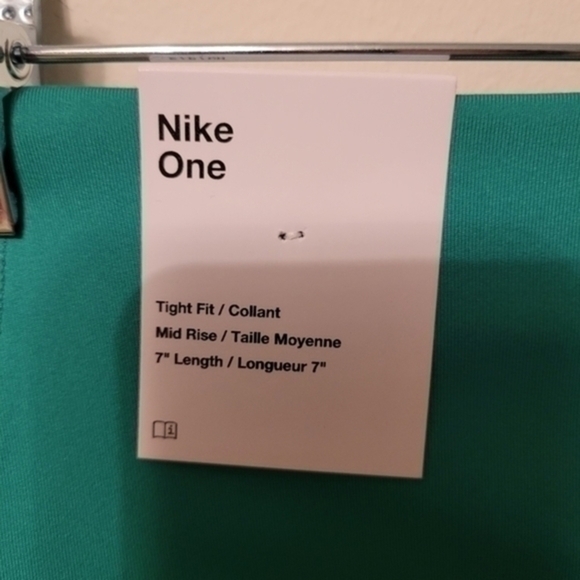 Nike
One
Tight Fit / Collant
Mid Rise / Taille Moyenne
7" Length / Longueur 7"